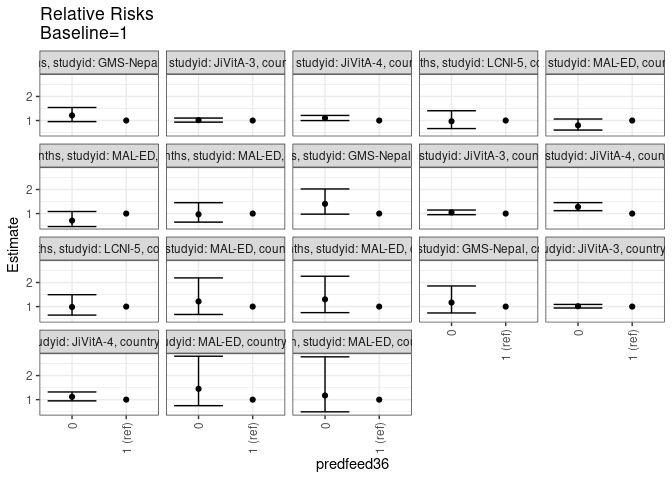 Relative Risks
Baseline=1
s, studyid: GMS-Nepa
studyid: JiVitA-3, coun
studyid: JiVitA-4, coun
ths, studyid: LCNI-5, co
studyid: MAL-ED, coun
nths, studyid: MAL-ED,
nths, studyid: MAL-ED,
s, studyid: GMS-Nepal
studyid: JiVitA-3, coun
studyid: JiVitA-4, coun
ths, studyid: LCNI-5, co
studyid: MAL-ED, coun
ths, studyid: MAL-ED, c
studyid: GMS-Nepal, co
udyid: JiVitA-3, country
udyid: JiVitA-4, country
udyid: MAL-ED, country
n, studyid: MAL-ED, cou
2
1
2
1
2
1
2
1
Estimate
0
1 (ref)
0
1 (ref)
0
1 (ref)
0
1 (ref)
0
1 (ref)
predfeed36